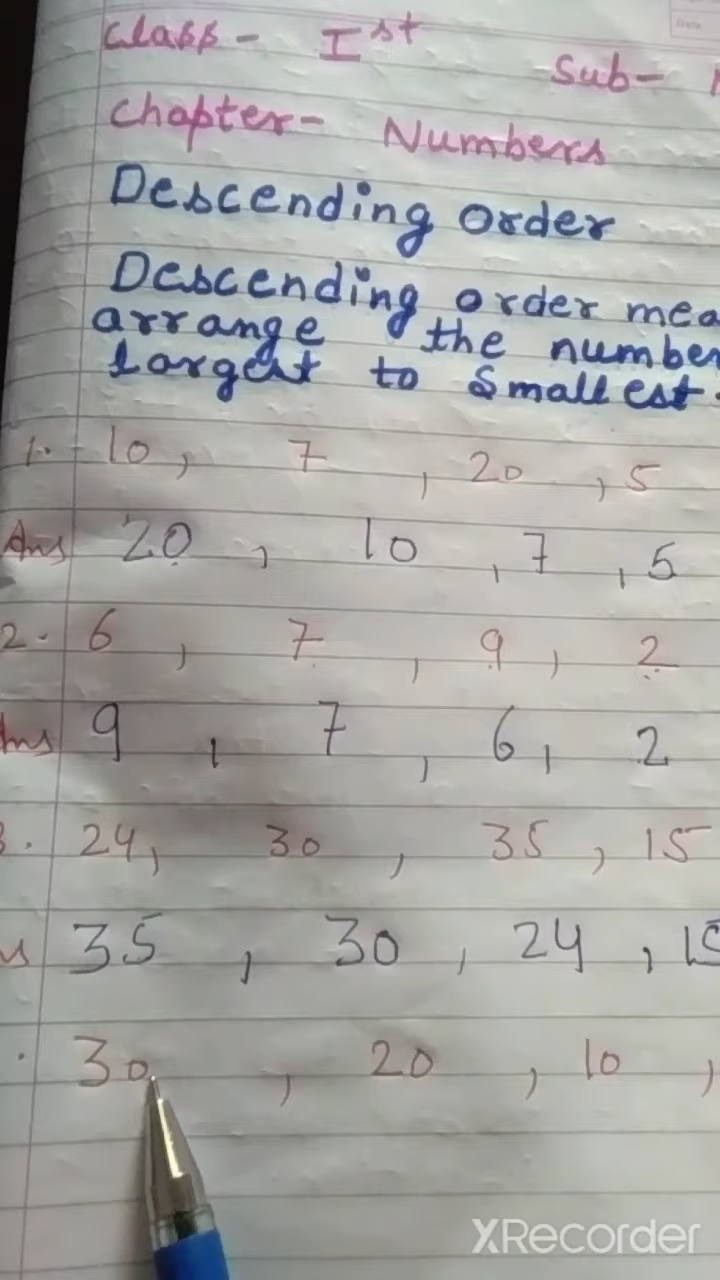 Class - Ist
Sub-
Chapter- Numbers
Descending order
Descending order mea
arrange the number
largest to Smallest.
1. 10, 7, 20, 5
Ans 20, 10, 7, 5
2. 6, 7, 9, 2
Ans 9, 7, 6, 2
3. 24, 30, 35, 15
35, 30, 24, 15
30, 20, 10,
XRecorder